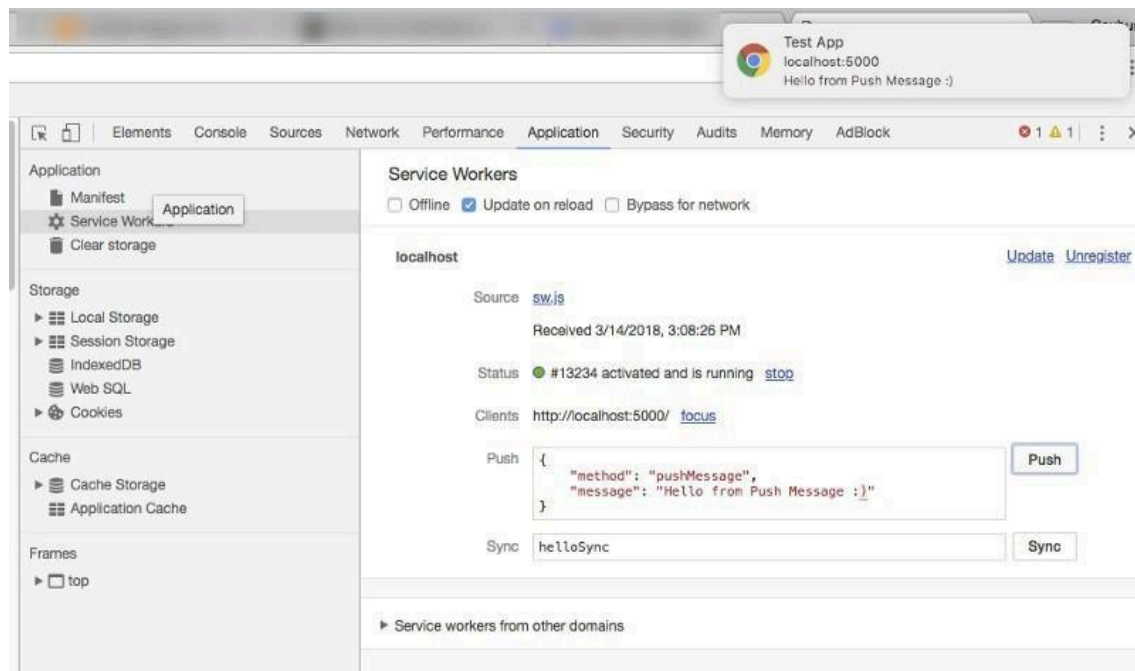 Test App
localhost:5000
Hello from Push Message :)
Elements Console Sources Network Performance Application Security Audits Memory AdBlock 1 1
Application
Manifest
Application
Service Workers
Clear storage
Storage
Local Storage
Session Storage
IndexedDB
Web SQL
Cookies
Cache
Cache Storage
Application Cache
Frames
top
Service Workers
Offline Update on reload Bypass for network
localhost Update Unregister
Source sw.js
Received 3/14/2018, 3:08:26 PM
Status #13234 activated and is running stop
Clients http://localhost:5000/ focus
Push { Push
"method": "pushMessage",
"message": "Hello from Push Message :)"
}
Sync helloSync Sync
Service workers from other domains